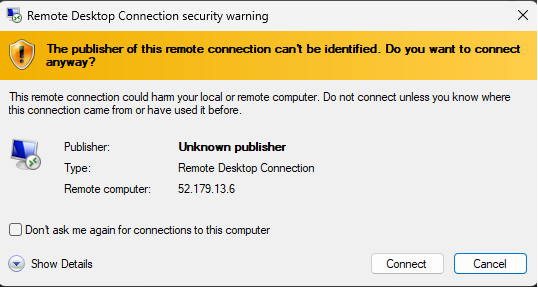 Remote Desktop Connection security warning
The publisher of this remote connection can't be identified. Do you want to connect
anyway?
This remote connection could harm your local or remote computer. Do not connect unless you know where
this connection came from or have used it before.
Publisher: Unknown publisher
Type: Remote Desktop Connection
Remote computer: 52.179.13.6
Don't ask me again for connections to this computer
Show Details Connect Cancel